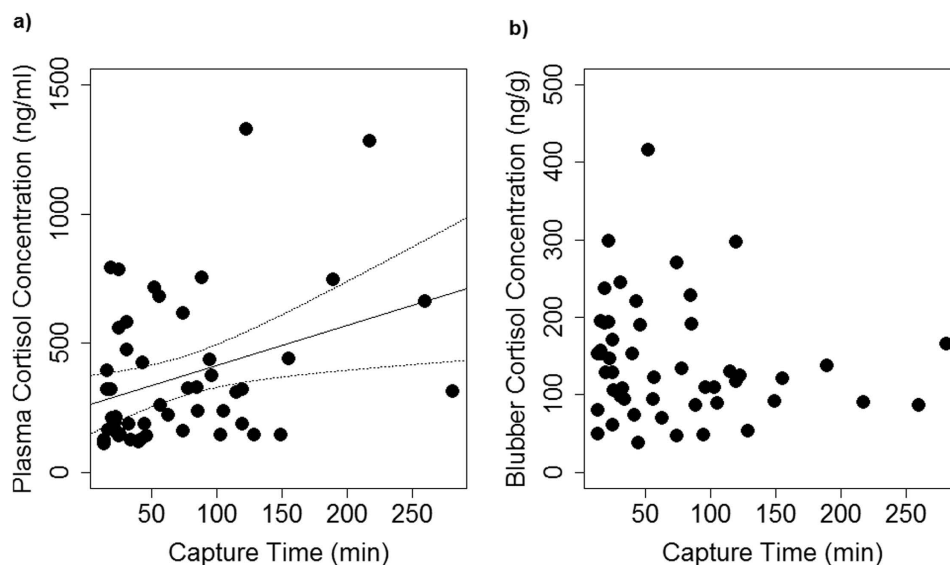 a)
Plasma Cortisol Concentration (ng/ml)
1500
1000
500
0
50 100 150 200 250
Capture Time (min)
b)
Blubber Cortisol Concentration (ng/g)
500
400
300
200
100
0
50 100 150 200 250
Capture Time (min)